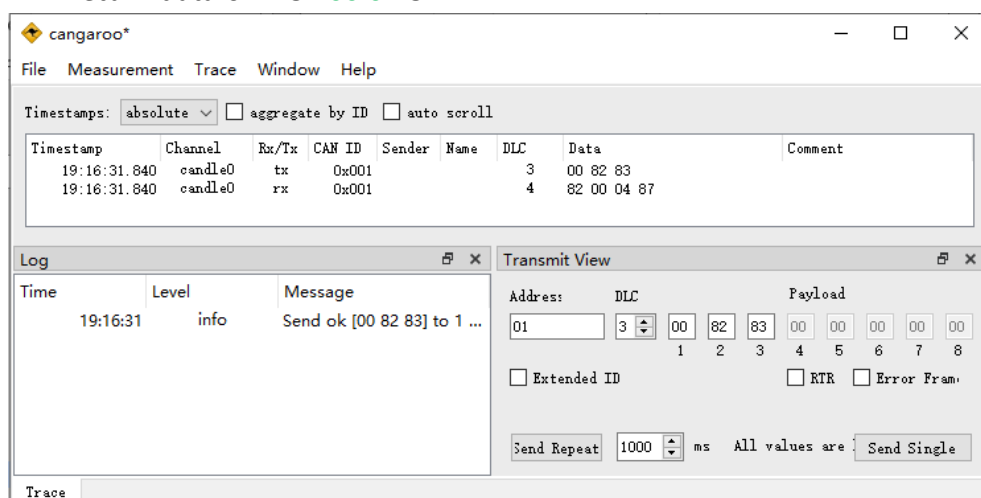 cangaroo*
File Measurement Trace Window Help
Timestamps: absolute aggregate by ID auto scroll
Timestamp Channel Rx/Tx CAN ID Sender Name DLC Data Comment
19:16:31.840 candle0 tx 0x001 3 00 82 83
19:16:31.840 candle0 rx 0x001 4 82 00 04 87
Log
Time Level Message
19:16:31 info Send ok [00 82 83] to 1 ...
Transmit View
Address DLC Payload
01 3 00 82 83 00 00 00 00 00
1 2 3 4 5 6 7 8
Extended ID RTR Error Fram
Send Repeat 1000 ms All values are Send Single
Trace